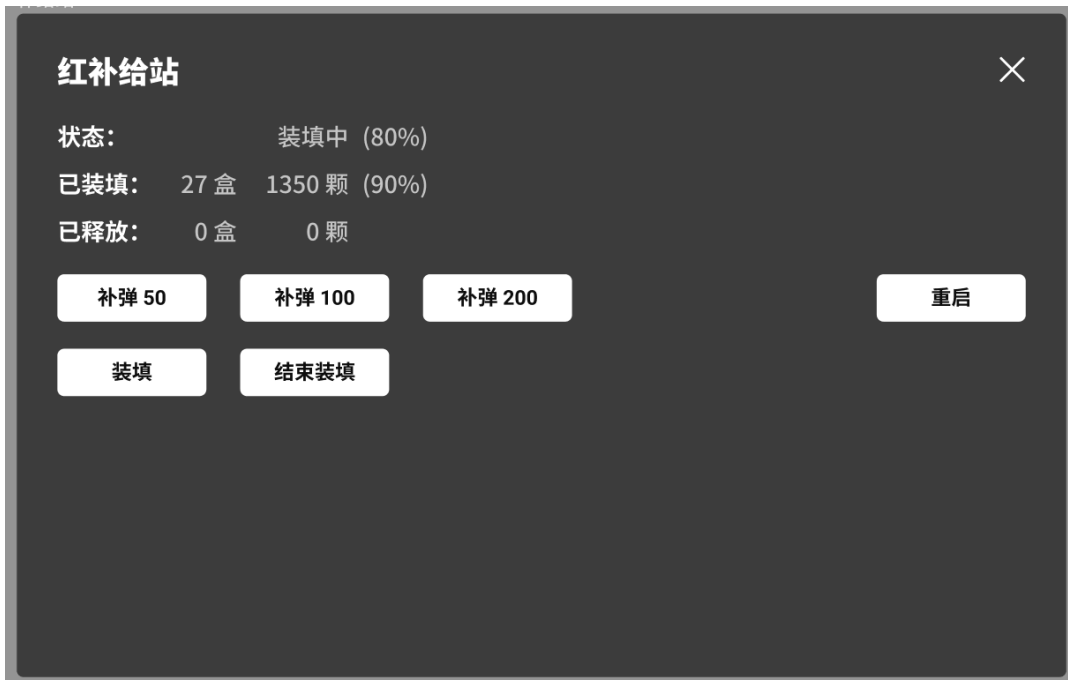 红补给站
状态： 装填中 (80%)
已装填： 27 盒 1350 颗 (90%)
已释放： 0 盒 0 颗
补弹 50 补弹 100 补弹 200 重启
装填 结束装填